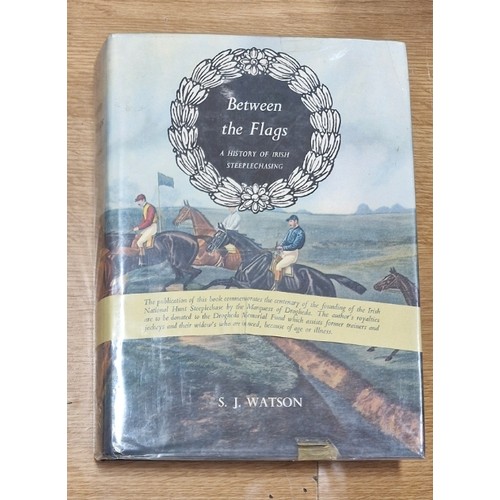 Between
the Flags
A HISTORY OF IRISH
STEEPLECHASING
The publication of this book commemorates the centenary of the founding of the Irish
National Hunt Steeplechase by the Marquess of Drogheda. The author's royalties
are to be donated to the Drogheda Memorial Fund which assists former trainers and
jockeys and their widows who are in need, because of age or illness.
S. J. WATSON